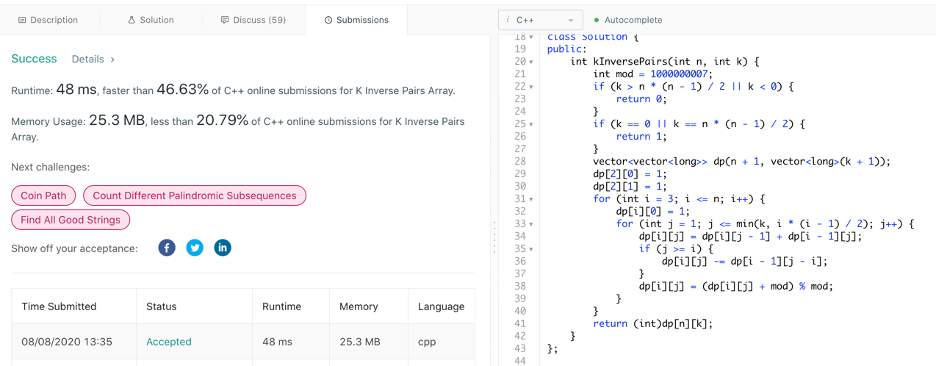 Description
Solution
Discuss (59)
Submissions
i C++
Autocomplete
Success Details >
Runtime: 48 ms, faster than 46.63% of C++ online submissions for K Inverse Pairs Array.
Memory Usage: 25.3 MB, less than 20.79% of C++ online submissions for K Inverse Pairs
Array.
Next challenges:
Coin Path
Count Different Palindromic Subsequences
Find All Good Strings
Show off your acceptance:
f
in
Time Submitted Status Runtime Memory Language
08/08/2020 13:35 Accepted 48 ms 25.3 MB cpp
18 class Solution {
19 public:
20     int kInversePairs(int n, int k) {
21         int mod = 1000000007;
22         if (k > n * (n - 1) / 2 || k < 0) {
23             return 0;
24         }
25         if (k == 0 || k == n * (n - 1) / 2) {
26             return 1;
27         }
28         vector<vector<long>> dp(n + 1, vector<long>(k + 1));
29         dp[2][0] = 1;
30         dp[2][1] = 1;
31         for (int i = 3; i <= n; i++) {
32             dp[i][0] = 1;
33             for (int j = 1; j <= min(k, i * (i - 1) / 2); j++) {
34                 dp[i][j] = dp[i][j - 1] + dp[i - 1][j];
35                 if (j >= i) {
36                     dp[i][j] -= dp[i - 1][j - i];
37                 }
38                 dp[i][j] = (dp[i][j] + mod) % mod;
39             }
40         }
41         return (int)dp[n][k];
42     }
43 };
44